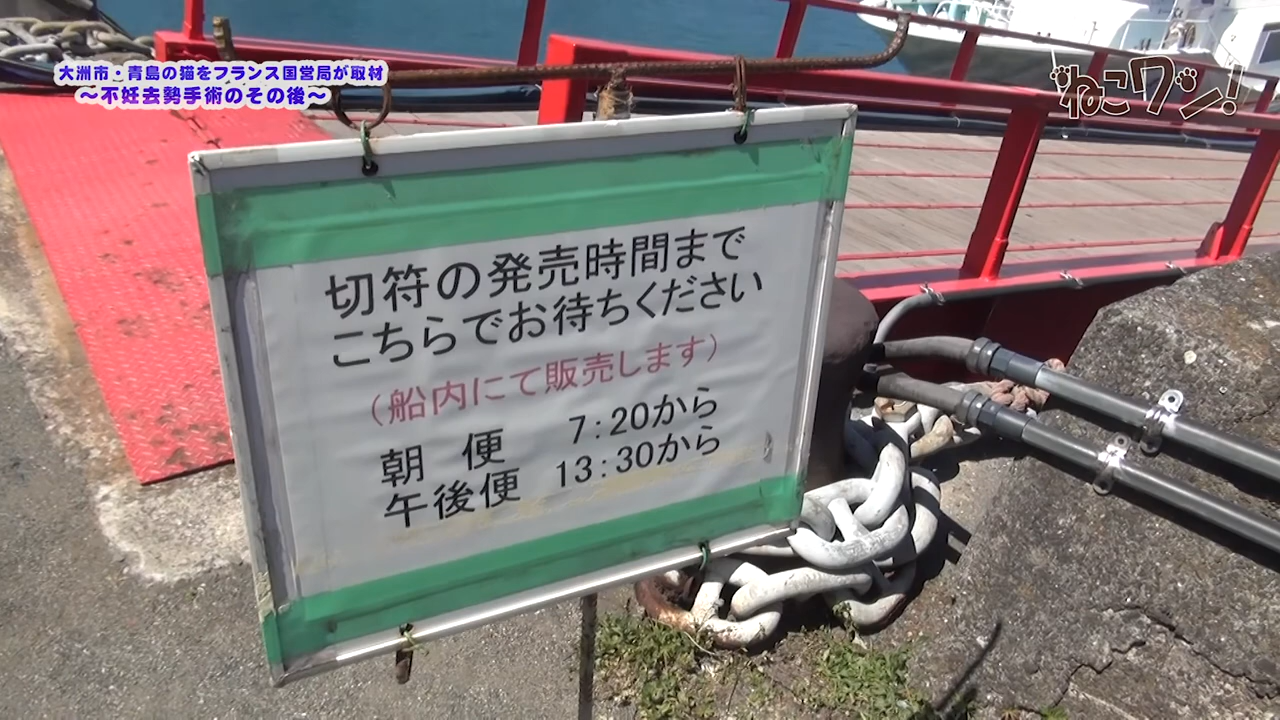 大洲市・青島の猫をフランス国営局が取材
～不妊去勢手術のその後～
ねこワン!
切符の発売時間まで
こちらでお待ちください
(船内にて販売します)
朝 便 7:20から
午後便 13:30から